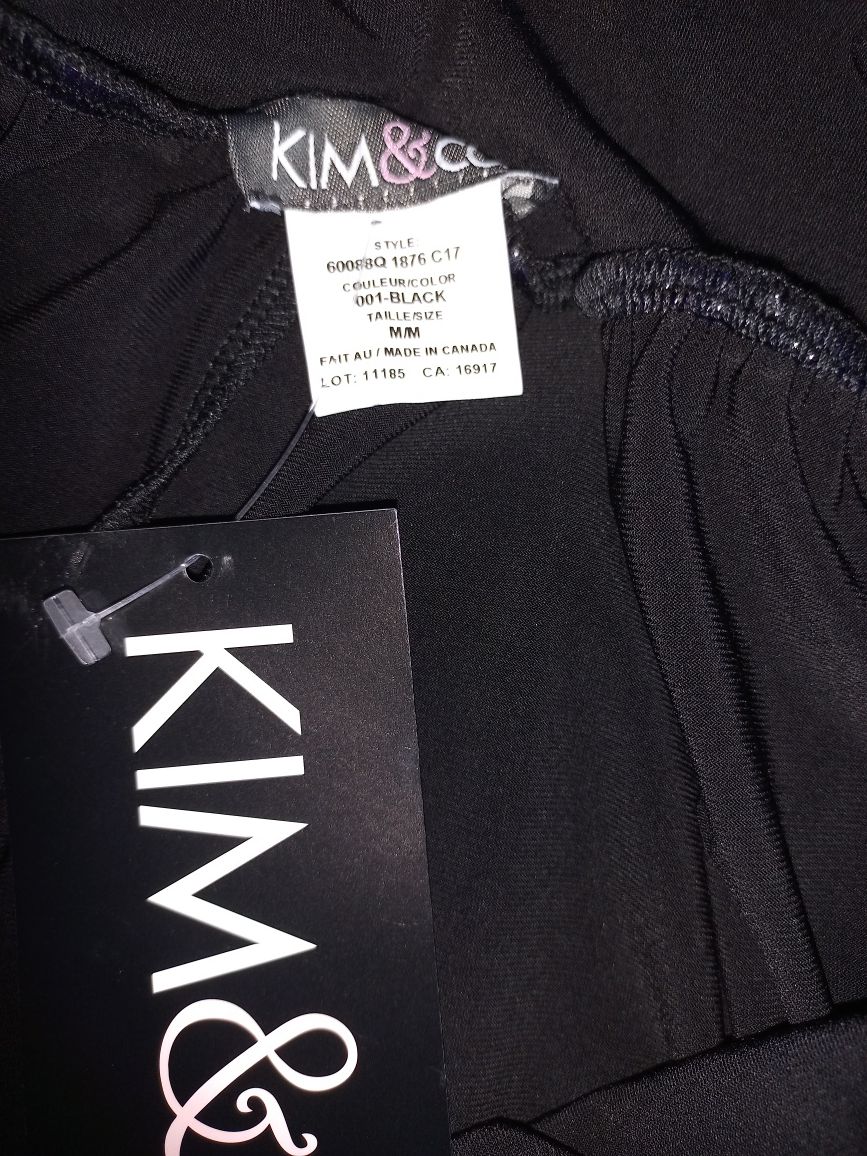 KIM&CO
STYLE
60088Q 1876 C17
COULEUR/COLOR
001-BLACK
TAILLE/SIZE
M/M
FAIT AU / MADE IN CANADA
LOT: 11185 CA: 16917
KIM&